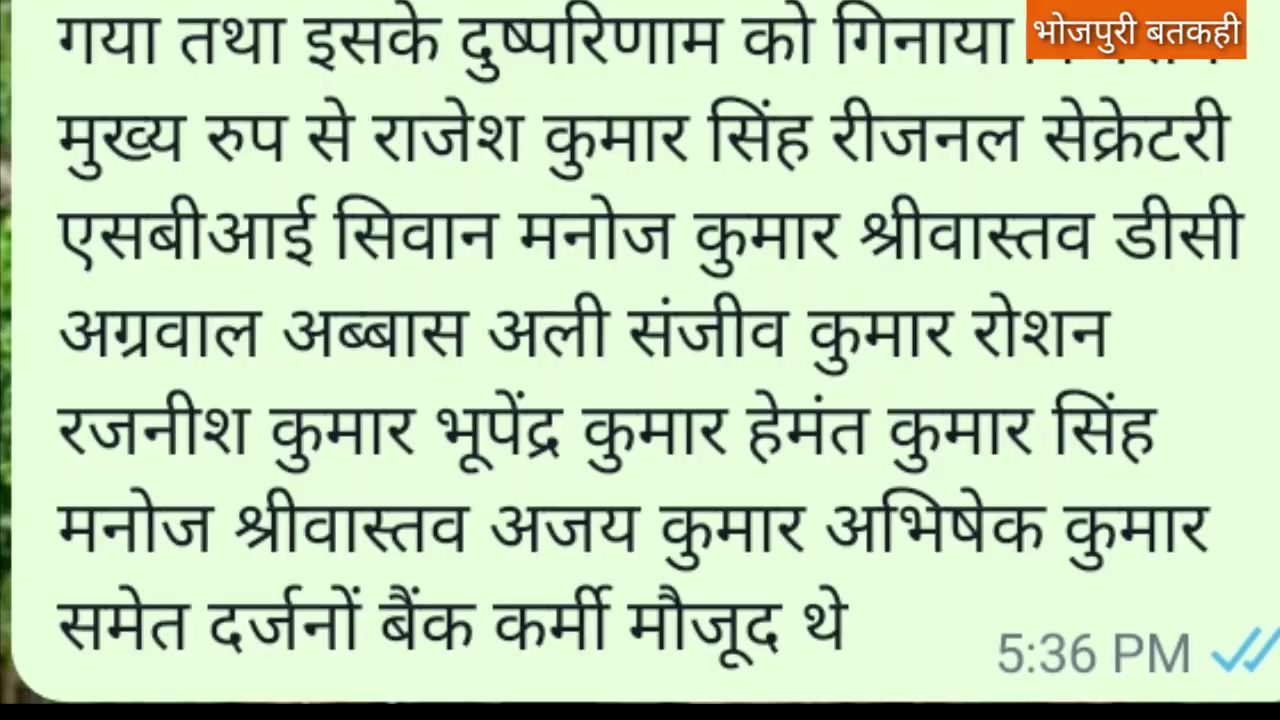 भोजपुरी बतकही
गया तथा इसके दुष्परिणाम को गिनाया
मुख्य रुप से राजेश कुमार सिंह रीजनल सेक्रेटरी
एसबीआई सिवान मनोज कुमार श्रीवास्तव डीसी
अग्रवाल अब्बास अली संजीव कुमार रोशन
रजनीश कुमार भूपेंद्र कुमार हेमंत कुमार सिंह
मनोज श्रीवास्तव अजय कुमार अभिषेक कुमार
समेत दर्जनों बैंक कर्मी मौजूद थे
5:36 PM